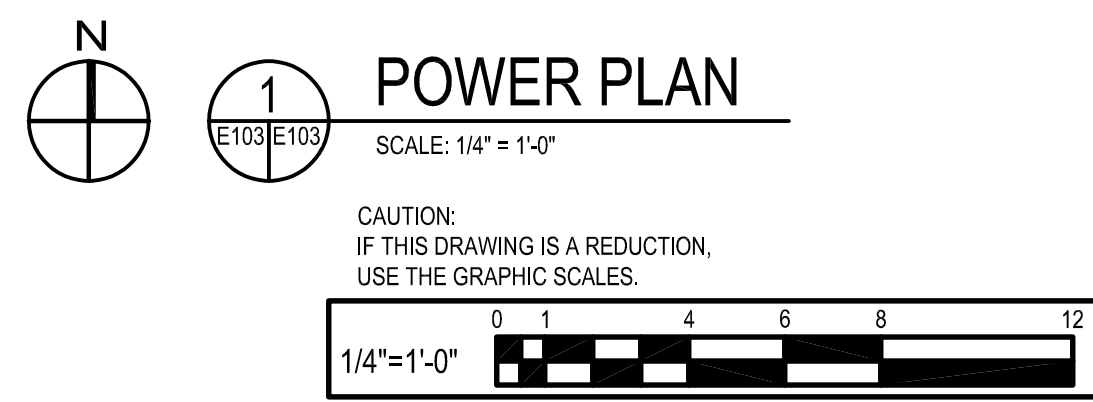 N
1
E103 E103
POWER PLAN
SCALE: 1/4" = 1'-0"
CAUTION:
IF THIS DRAWING IS A REDUCTION,
USE THE GRAPHIC SCALES.
0 1 4 6 8 12
1/4"=1'-0"